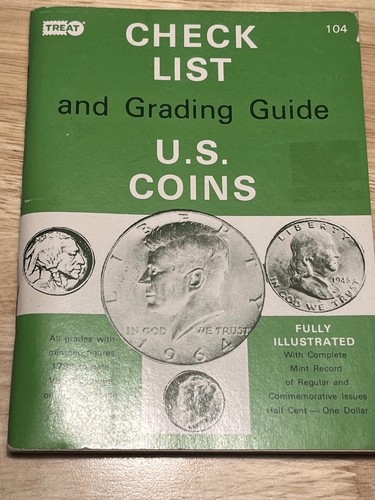 TREAT
104
CHECK
LIST
and Grading Guide
U.S.
COINS
LIBERTY
IN GOD WE TRUST
1964
LIBERTY
1948
IN GOD WE TRUST
All grades with
FULLY
ILLUSTRATED
With Complete
Mint Record
of Regular and
Commemorative Issues
Half Cent — One Dollar